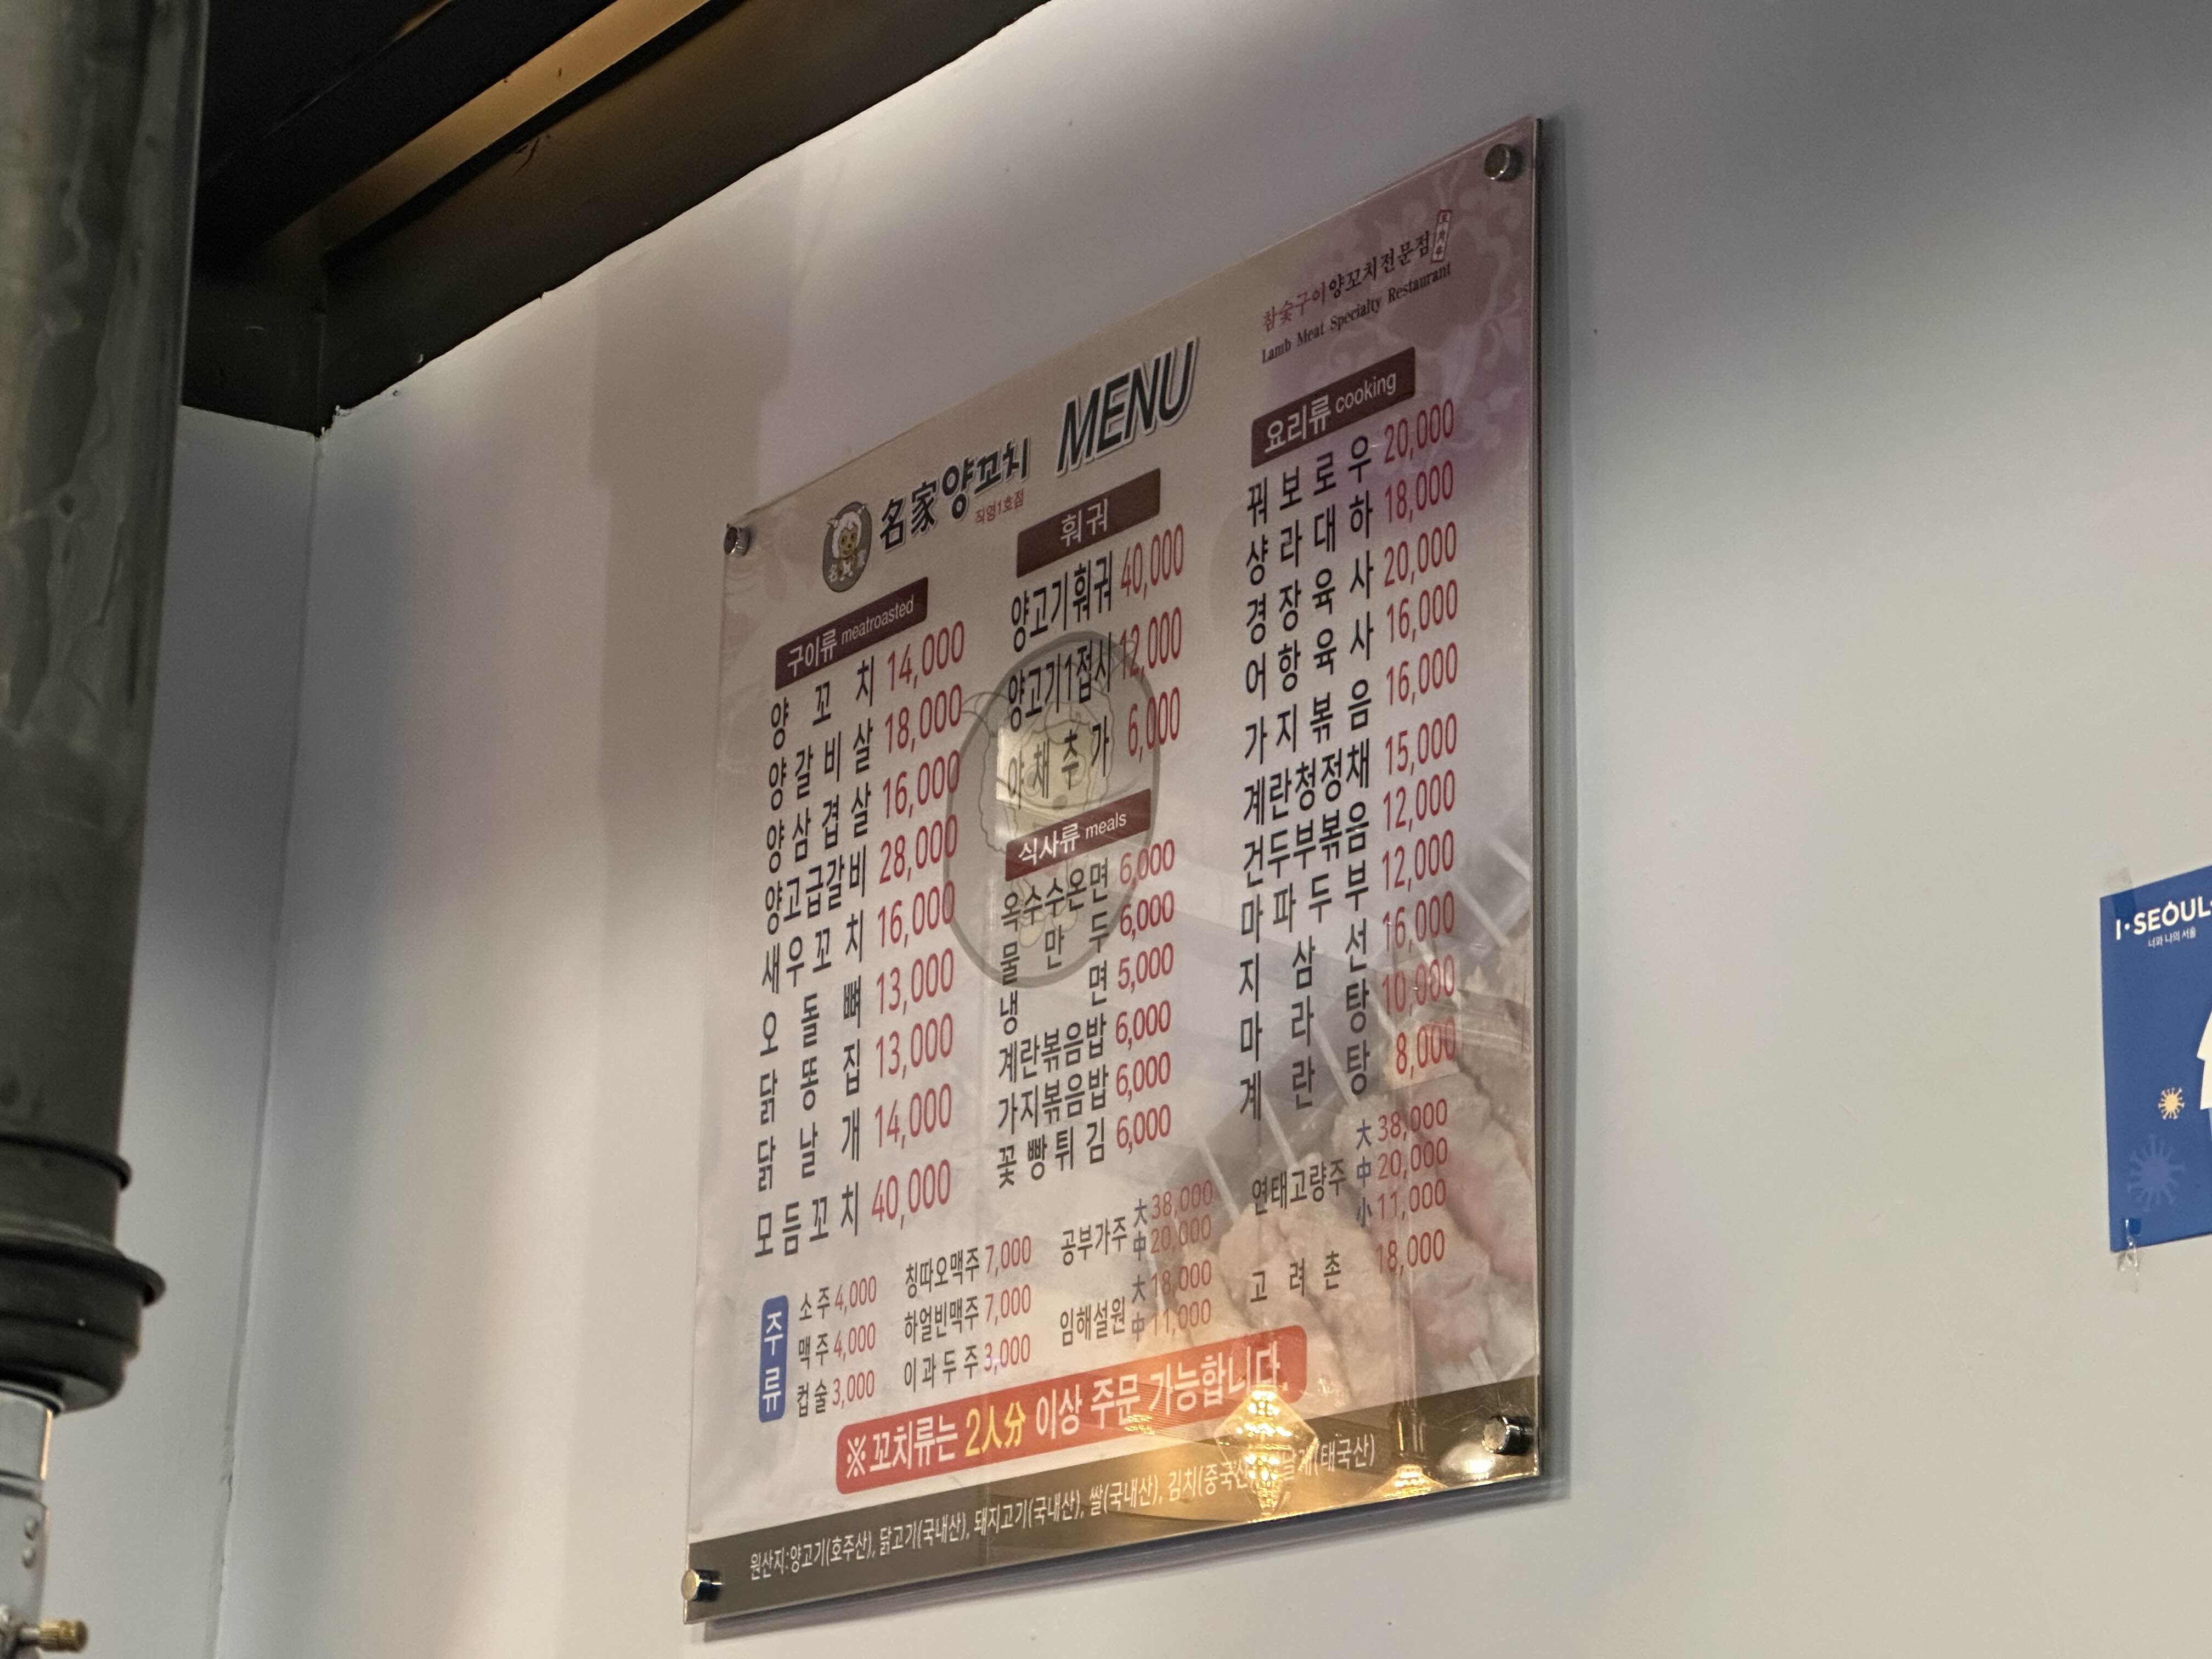 참숯구이양꼬치전문점
Lamb Meat Specialty Restaurant
名家양꼬치 MENU
직영1호점
名家
구이류 meatroasted
양꼬치 14,000
양갈비살 18,000
양삼겹살 16,000
양고급갈비 28,000
새우꼬치 16,000
오돌뼈 13,000
닭똥집 13,000
닭날개 14,000
모듬꼬치 40,000
훠궈
양고기훠궈 40,000
양고기1접시 12,000
야채추가 6,000
식사류 meals
옥수수온면 6,000
물만두 6,000
냉면 5,000
계란볶음밥 6,000
가지볶음밥 6,000
꽃빵튀김 6,000
요리류 cooking
꿔보로우 20,000
샹라대하 18,000
경장육사 20,000
어항육사 16,000
가지볶음 16,000
계란청정채 15,000
건두부볶음 12,000
마파두부 12,000
지삼선 16,000
마라탕 10,000
계란탕 8,000
주류
소주 4,000
맥주 4,000
컵술 3,000
칭따오맥주 7,000
하얼빈맥주 7,000
이과두주 3,000
공부가주 大 38,000
中 20,000
임해설원 大 18,000
中 11,000
연태고량주 大 38,000
中 20,000
小 11,000
고려촌 18,000
※꼬치류는 2人分 이상 주문 가능합니다.
원산지:양고기(호주산), 닭고기(국내산), 돼지고기(국내산), 쌀(국내산), 김치(중국산), (태국산)
I·SEOUL
너와 나의 서울